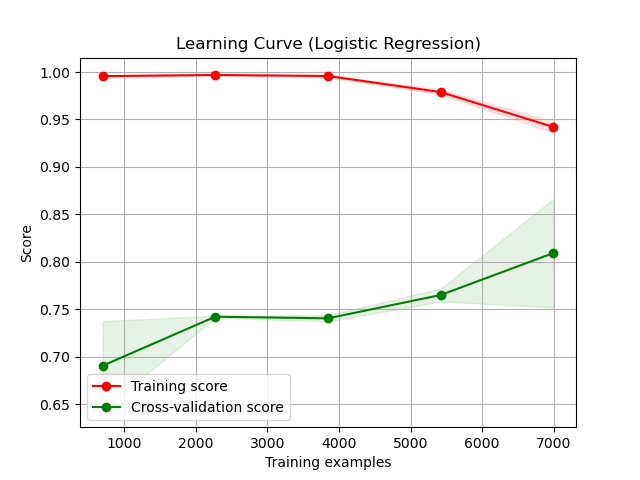 Learning Curve (Logistic Regression)
1.00
0.95
0.90
0.85
0.80
0.75
0.70
0.65
Score
Training score
Cross-validation score
1000 2000 3000 4000 5000 6000 7000
Training examples